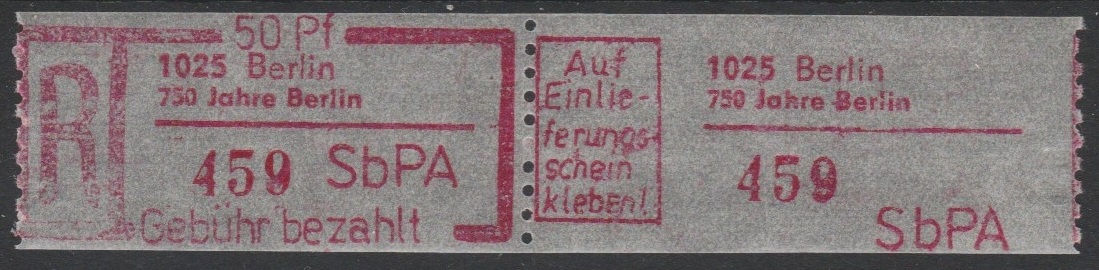 50 Pf
R
1025 Berlin
750 Jahre Berlin
459 SbPA
Gebühr bezahlt
Auf
Einlie-
ferungs-
schein
kleben!
1025 Berlin
750 Jahre Berlin
459
SbPA